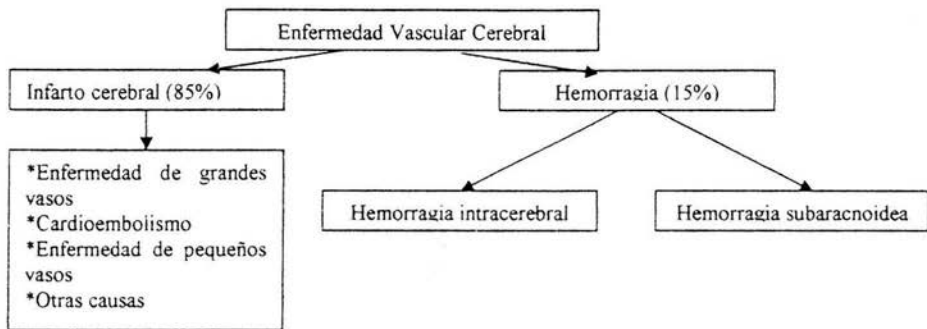 Enfermedad Vascular Cerebral
Infarto cerebral (85%)
Hemorragia (15%)
*Enfermedad de grandes
vasos
*Cardioembolismo
*Enfermedad de pequeños
vasos
*Otras causas
Hemorragia intracerebral
Hemorragia subaracnoidea